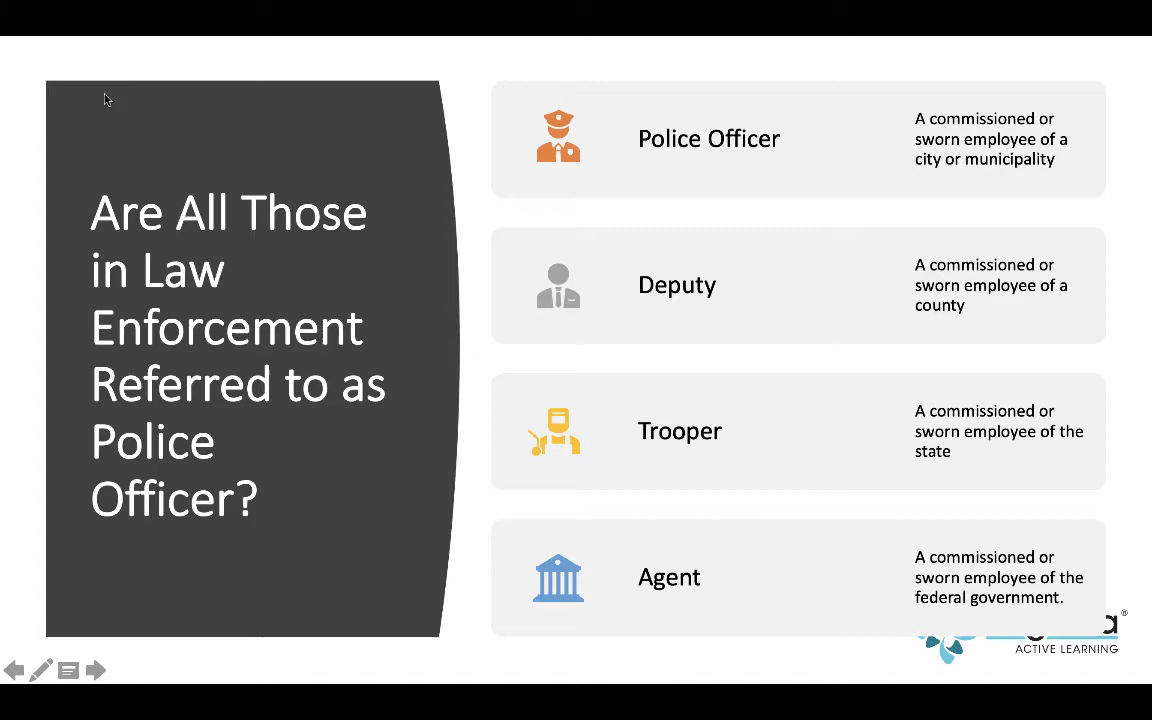 Are All Those
in Law
Enforcement
Referred to as
Police
Officer?
Police Officer
A commissioned or
sworn employee of a
city or municipality
Deputy
A commissioned or
sworn employee of a
county
Trooper
A commissioned or
sworn employee of the
state
Agent
A commissioned or
sworn employee of the
federal government.
®
ACTIVE LEARNING